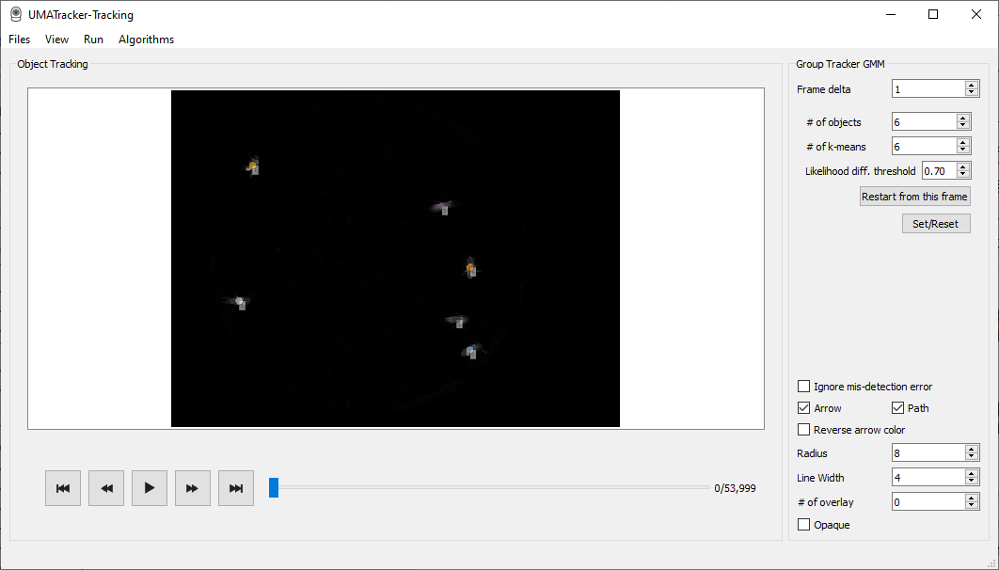 UMATracker-Tracking
Files View Run Algorithms
Object Tracking
0/53,999
Group Tracker GMM
Frame delta 1
# of objects 6
# of k-means 6
Likelihood diff. threshold 0.70
Restart from this frame
Set/Reset
Ignore mis-detection error
Arrow Path
Reverse arrow color
Radius 8
Line Width 4
# of overlay 0
Opaque